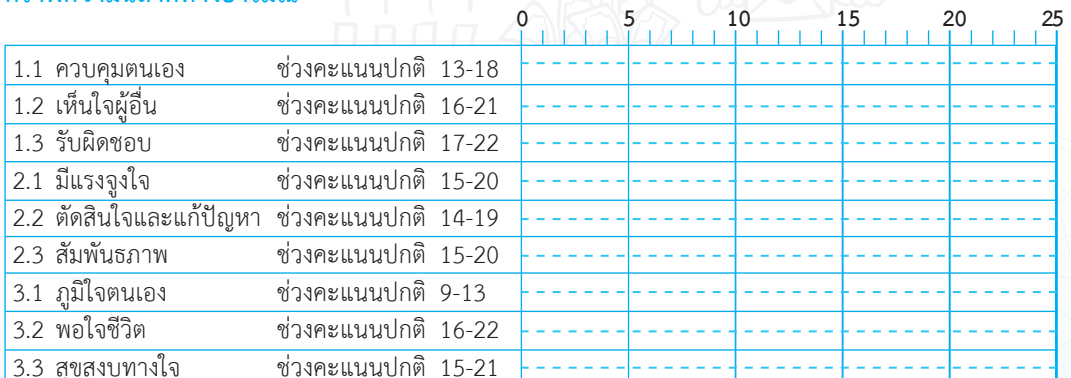 0 5 10 15 20 25
1.1 ควบคุมตนเอง ช่วงคะแนนปกติ 13-18
1.2 เห็นใจผู้อื่น ช่วงคะแนนปกติ 16-21
1.3 รับผิดชอบ ช่วงคะแนนปกติ 17-22
2.1 มีแรงจูงใจ ช่วงคะแนนปกติ 15-20
2.2 ตัดสินใจและแก้ปัญหา ช่วงคะแนนปกติ 14-19
2.3 สัมพันธภาพ ช่วงคะแนนปกติ 15-20
3.1 ภูมิใจตนเอง ช่วงคะแนนปกติ 9-13
3.2 พอใจชีวิต ช่วงคะแนนปกติ 16-22
3.3 สุขสงบทางใจ ช่วงคะแนนปกติ 15-21